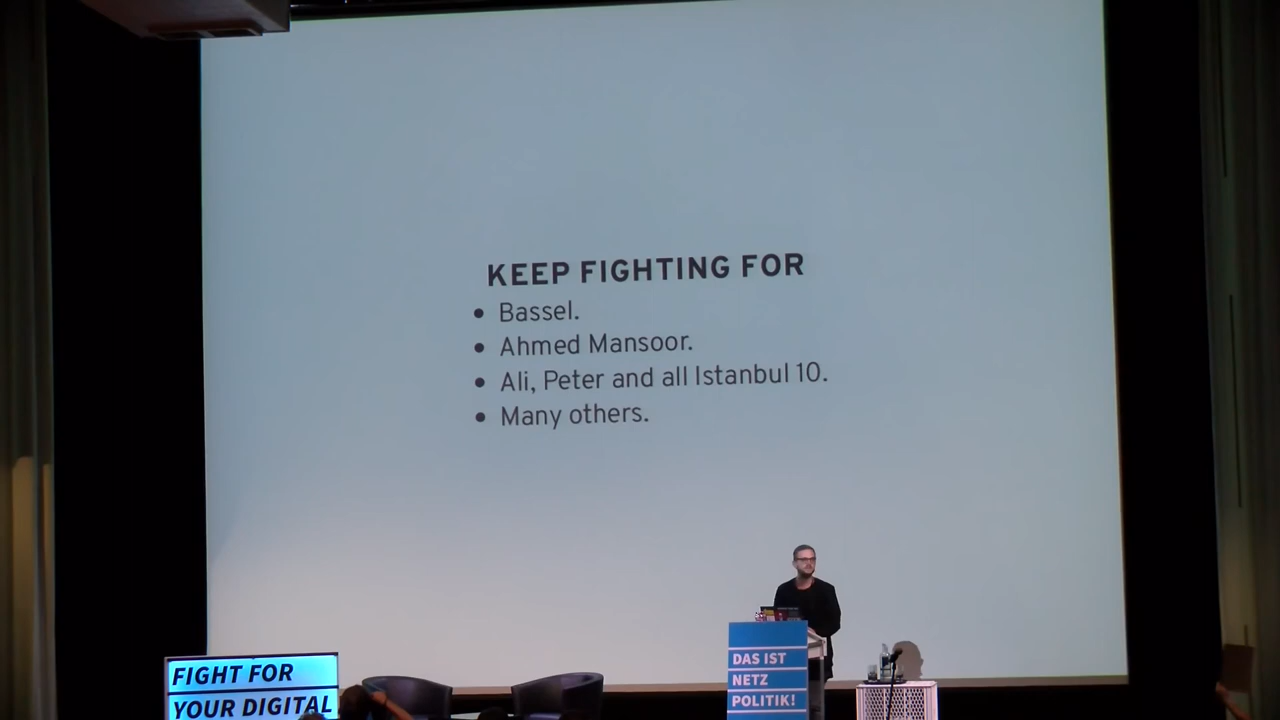 KEEP FIGHTING FOR
• Bassel.
• Ahmed Mansoor.
• Ali, Peter and all Istanbul 10.
• Many others.
FIGHT FOR
YOUR DIGITAL
DAS IST
NETZ
POLITIK!